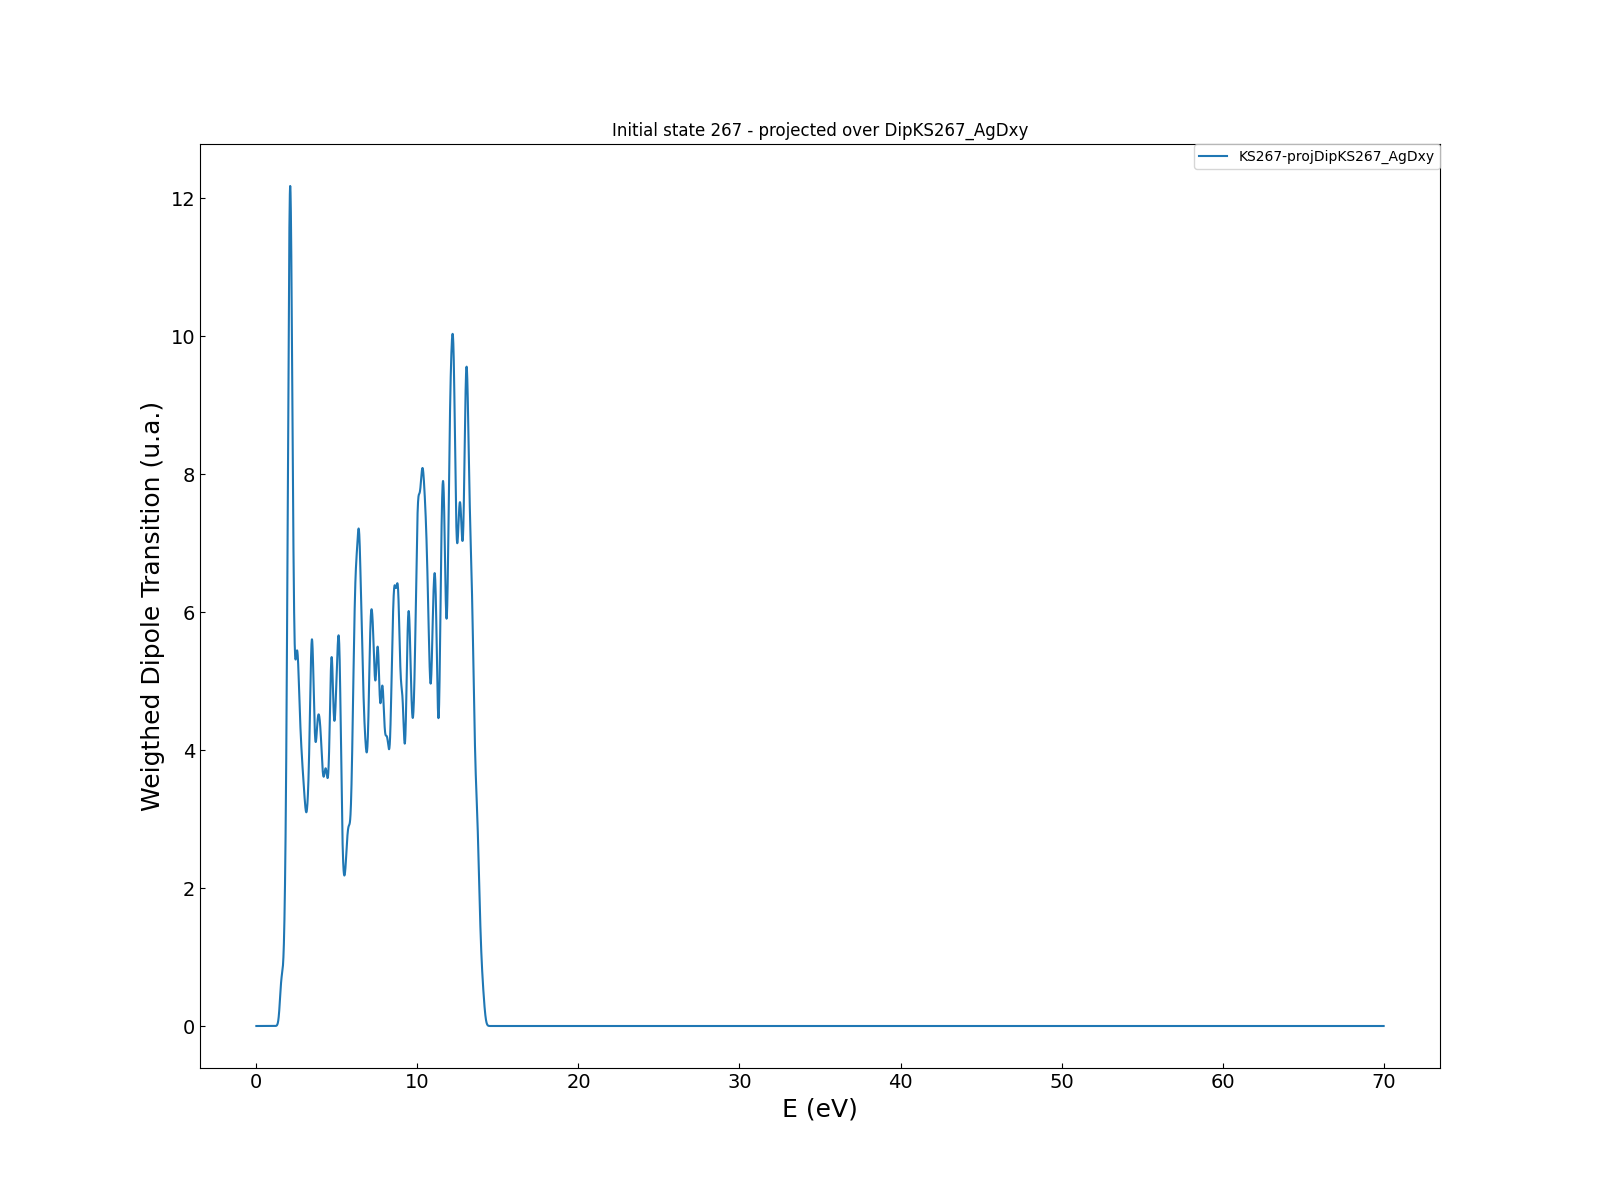 Initial state 267 - projected over DipKS267_AgDxy
KS267-projDipKS267_AgDxy
Weigthed Dipole Transition (u.a.)
12
10
8
6
4
2
0
0 10 20 30 40 50 60 70
E (eV)